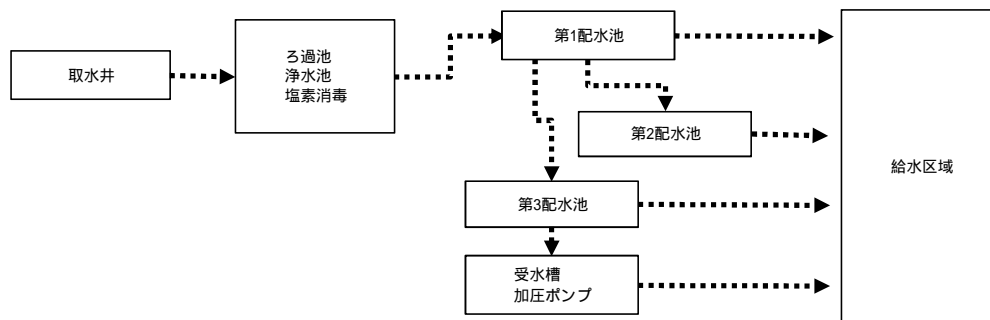 取水井
ろ過池
浄水池
塩素消毒
第1配水池
第2配水池
第3配水池
受水槽
加圧ポンプ
給水区域